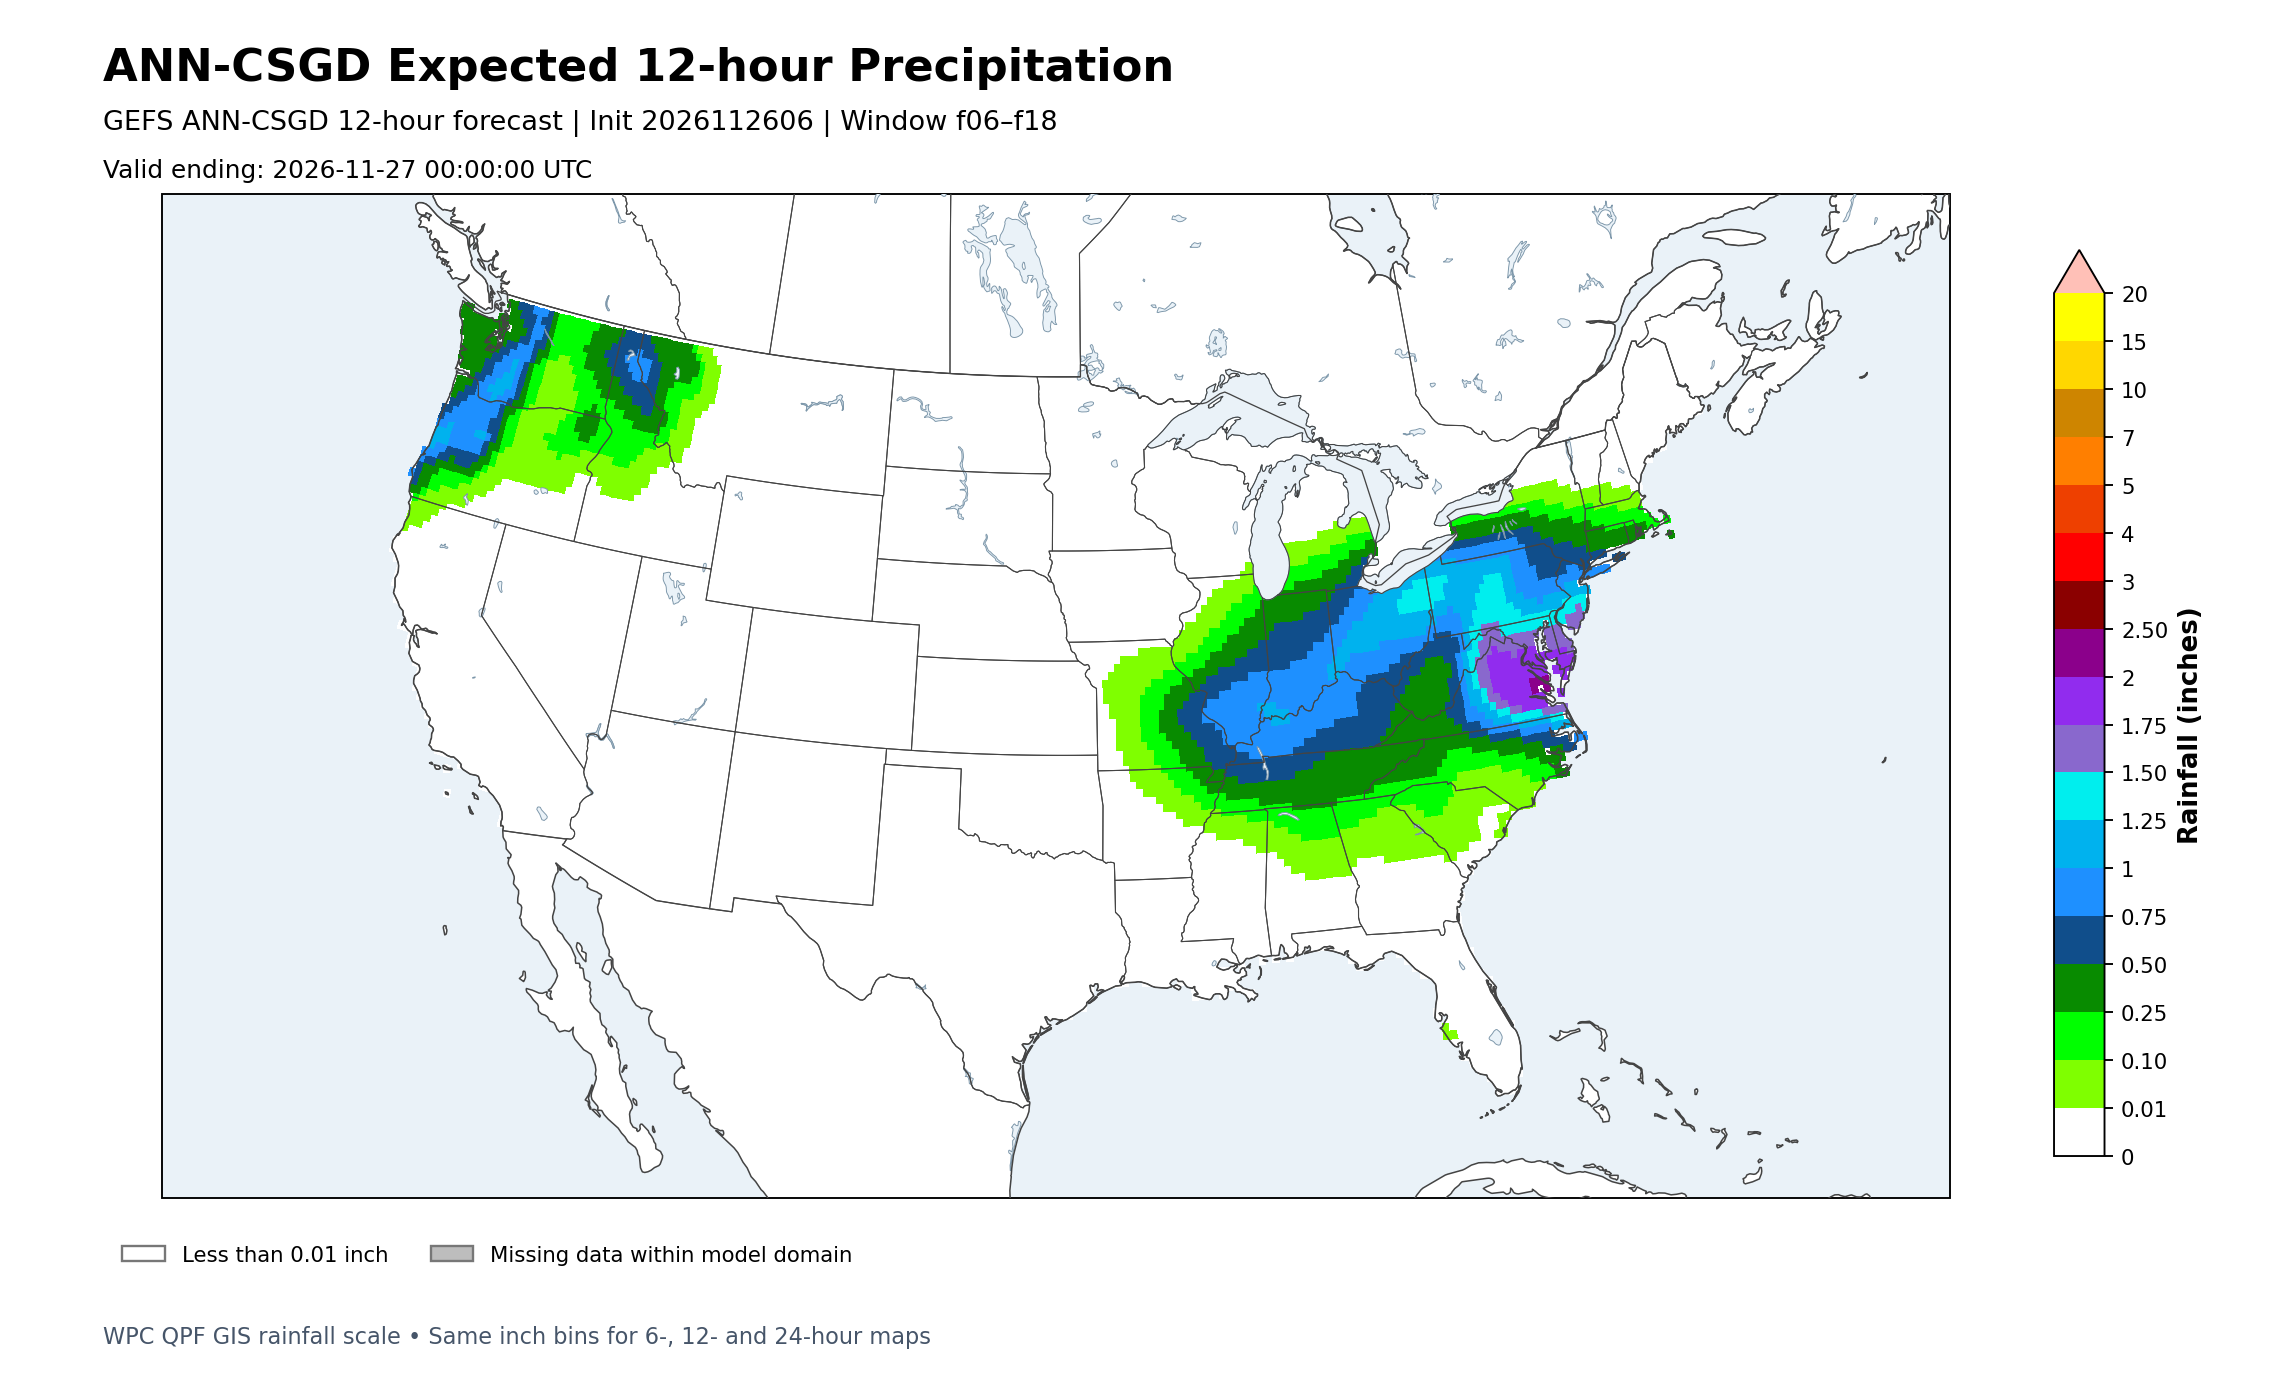 ANN-CSGD Expected 12-hour Precipitation
GEFS ANN-CSGD 12-hour forecast | Init 2026112606 | Window f06–f18
Valid ending: 2026-11-27 00:00:00 UTC
20
15
10
7
5
4
3
2.50
2
1.75
1.50
1.25
1
0.75
0.50
0.25
0.10
0.01
0
Rainfall (inches)
Less than 0.01 inch
Missing data within model domain
WPC QPF GIS rainfall scale • Same inch bins for 6-, 12- and 24-hour maps